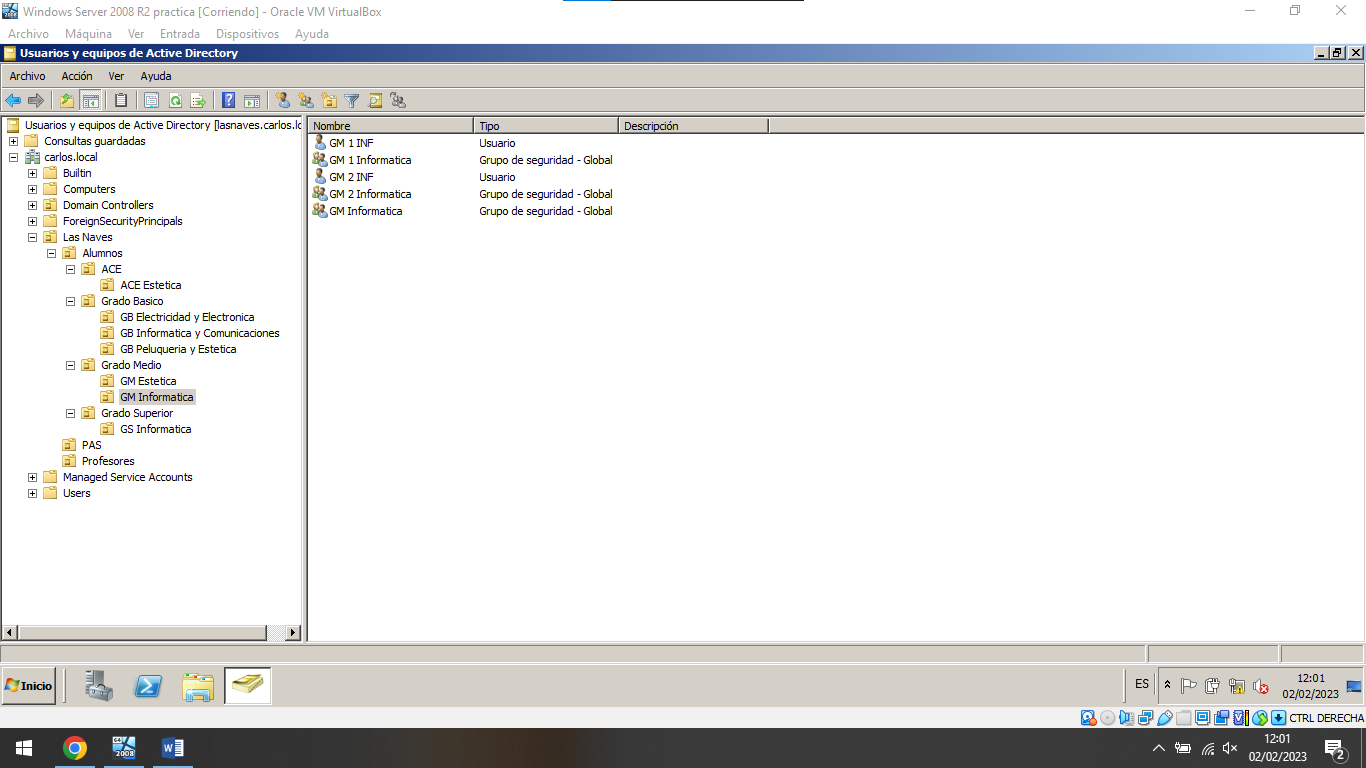 Windows Server 2008 R2 practica [Corriendo] - Oracle VM VirtualBox
Archivo Máquina Ver Entrada Dispositivos Ayuda
Usuarios y equipos de Active Directory
Archivo Acción Ver Ayuda
Usuarios y equipos de Active Directory [lasnaves.carlos.lc
Consultas guardadas
carlos.local
Builtin
Computers
Domain Controllers
ForeignSecurityPrincipals
Las Naves
Alumnos
ACE
ACE Estetica
Grado Basico
GB Electricidad y Electronica
GB Informatica y Comunicaciones
GB Peluqueria y Estetica
Grado Medio
GM Estetica
GM Informatica
Grado Superior
GS Informatica
PAS
Profesores
Managed Service Accounts
Users
Nombre Tipo Descripción
GM 1 INF Usuario
GM 1 Informatica Grupo de seguridad - Global
GM 2 INF Usuario
GM 2 Informatica Grupo de seguridad - Global
GM Informatica Grupo de seguridad - Global
Inicio
ES
12:01
02/02/2023
CTRL DERECHA
12:01
02/02/2023
2